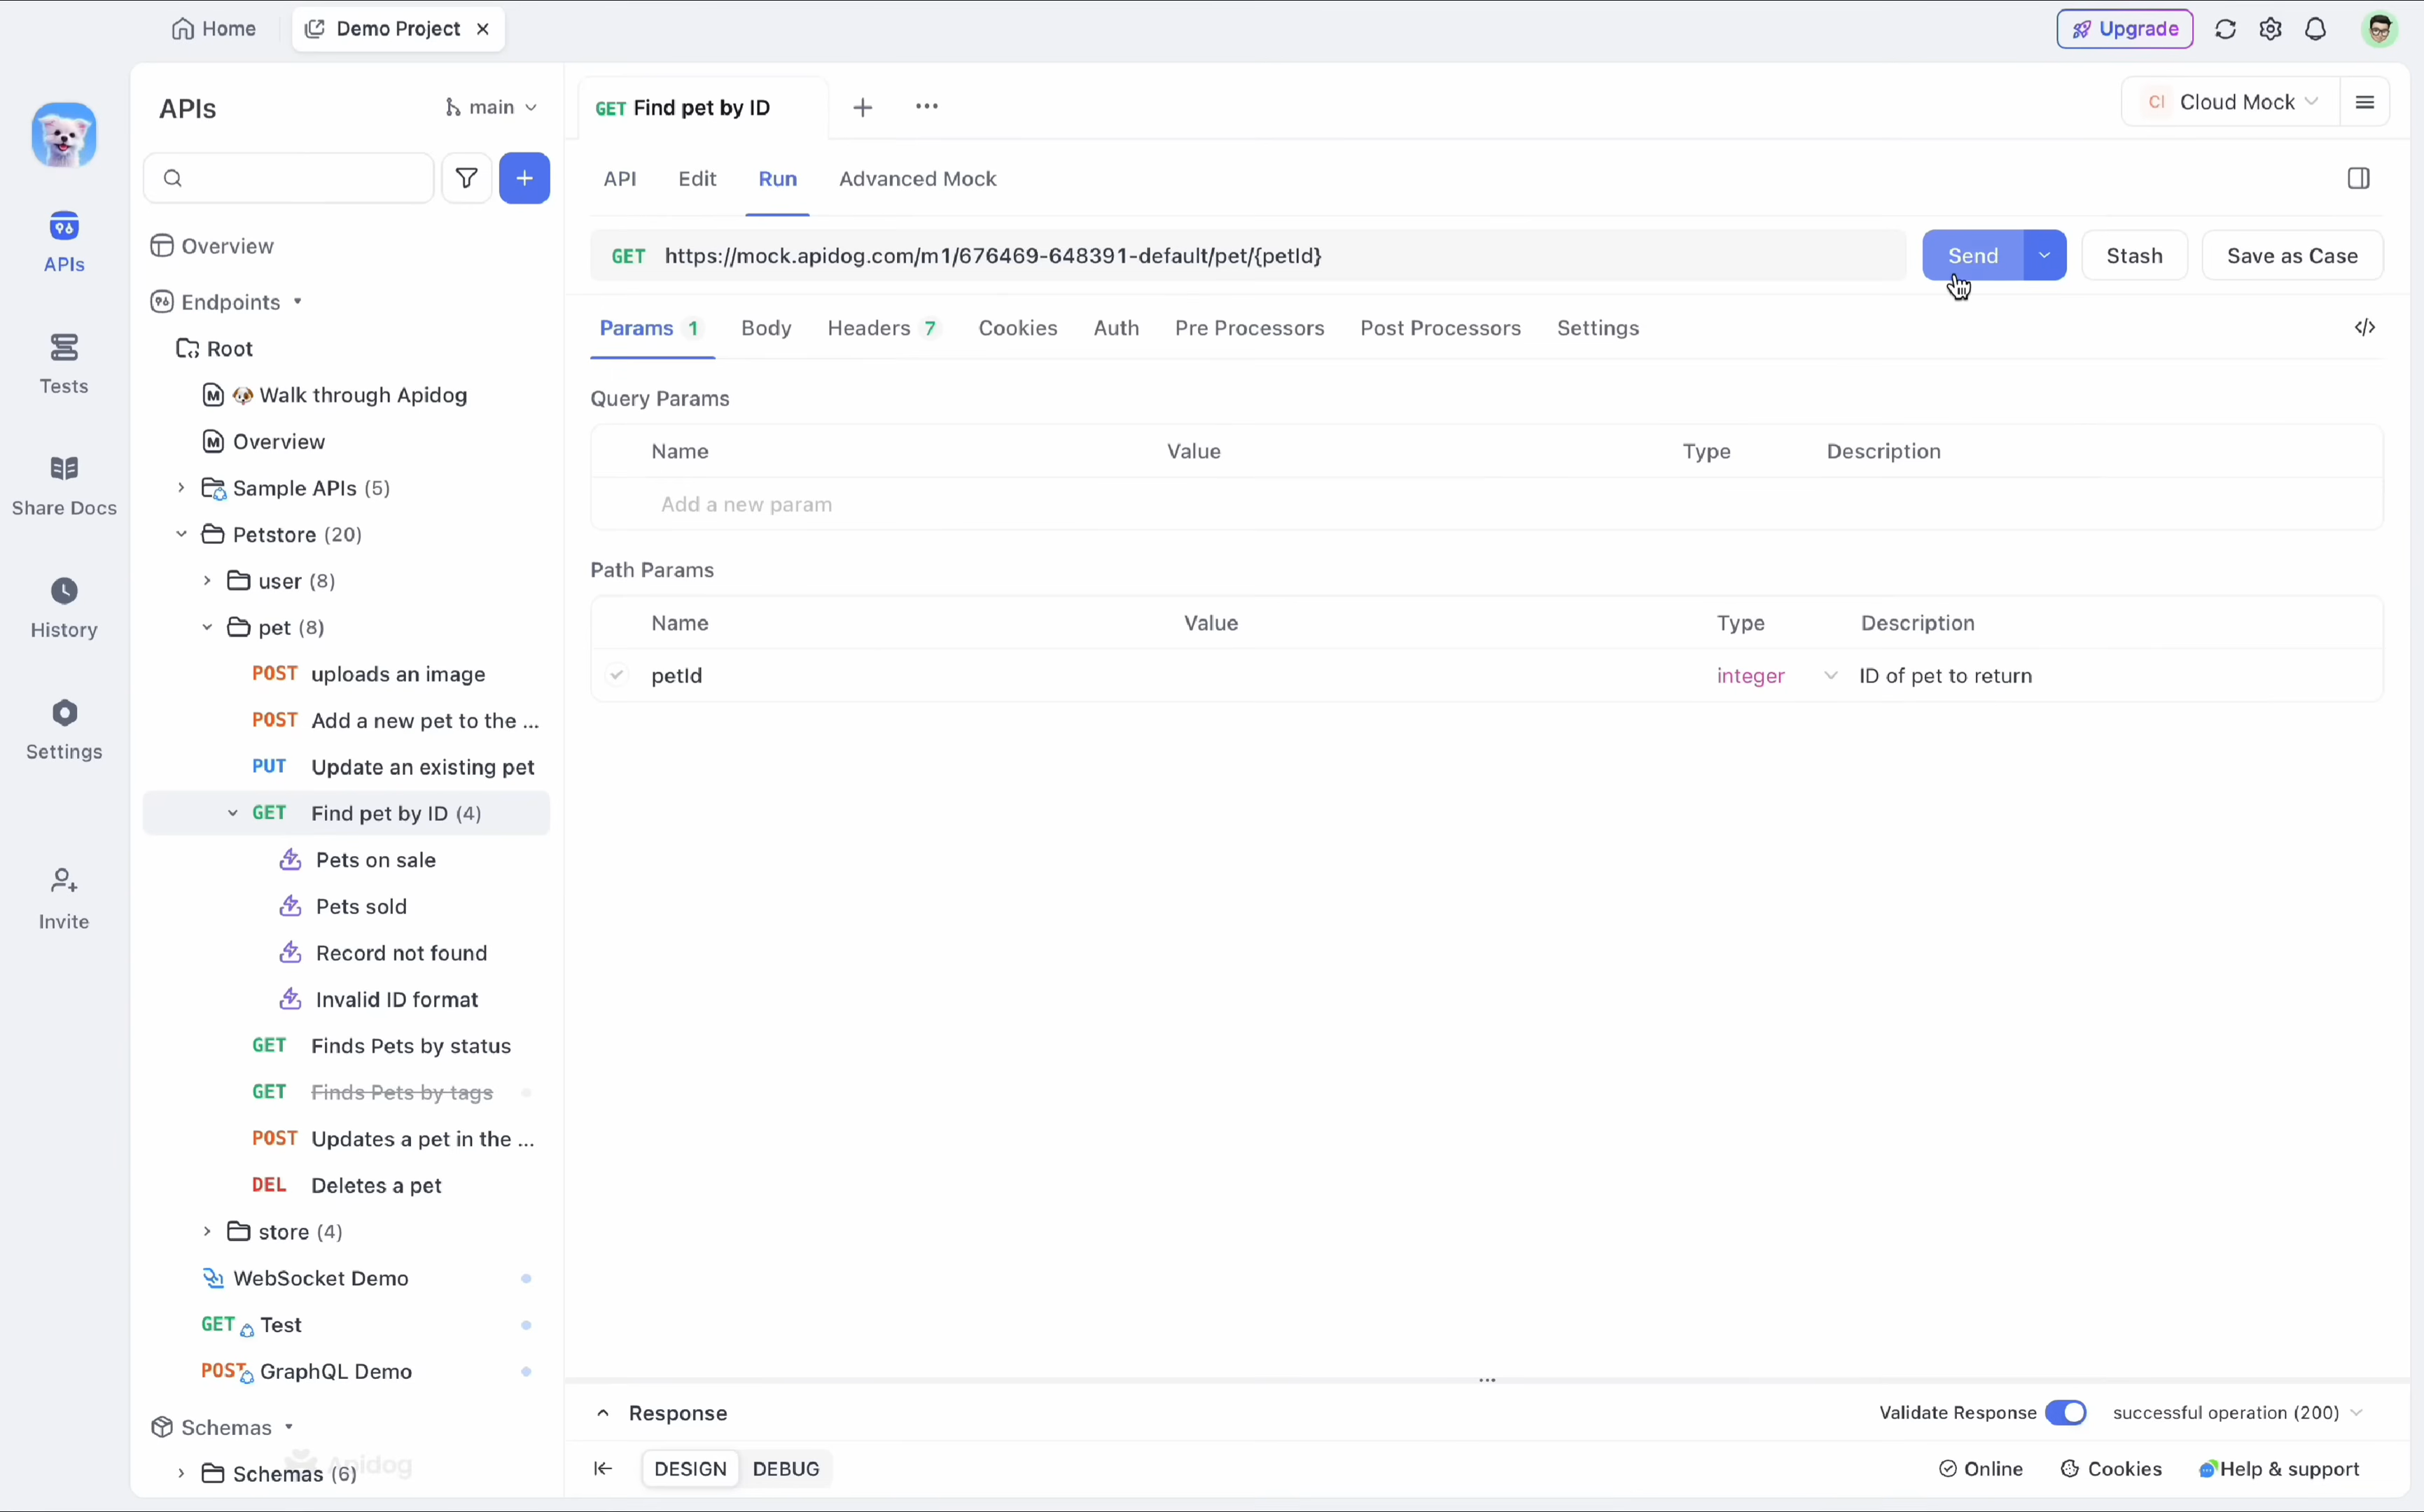 Home
Demo Project
Upgrade
APIs
main
GET Find pet by ID
CI Cloud Mock
APIs
Tests
Share Docs
History
Settings
Invite
Overview
Endpoints
Root
Walk through Apidog
Overview
Sample APIs (5)
Petstore (20)
user (8)
pet (8)
POST uploads an image
POST Add a new pet to the ...
PUT Update an existing pet
GET Find pet by ID (4)
Pets on sale
Pets sold
Record not found
Invalid ID format
GET Finds Pets by status
GET Finds Pets by tags
POST Updates a pet in the ...
DEL Deletes a pet
store (4)
WebSocket Demo
GET Test
POST GraphQL Demo
Schemas
Schemas (6)
Apidog
API Edit Run Advanced Mock
GET https://mock.apidog.com/m1/676469-648391-default/pet/{petId}
Send Stash Save as Case
Params 1 Body Headers 7 Cookies Auth Pre Processors Post Processors Settings
Query Params
Name Value Type Description
Add a new param
Path Params
Name Value Type Description
petId integer ID of pet to return
Response
Validate Response successful operation (200)
DESIGN DEBUG
Online Cookies Help & support